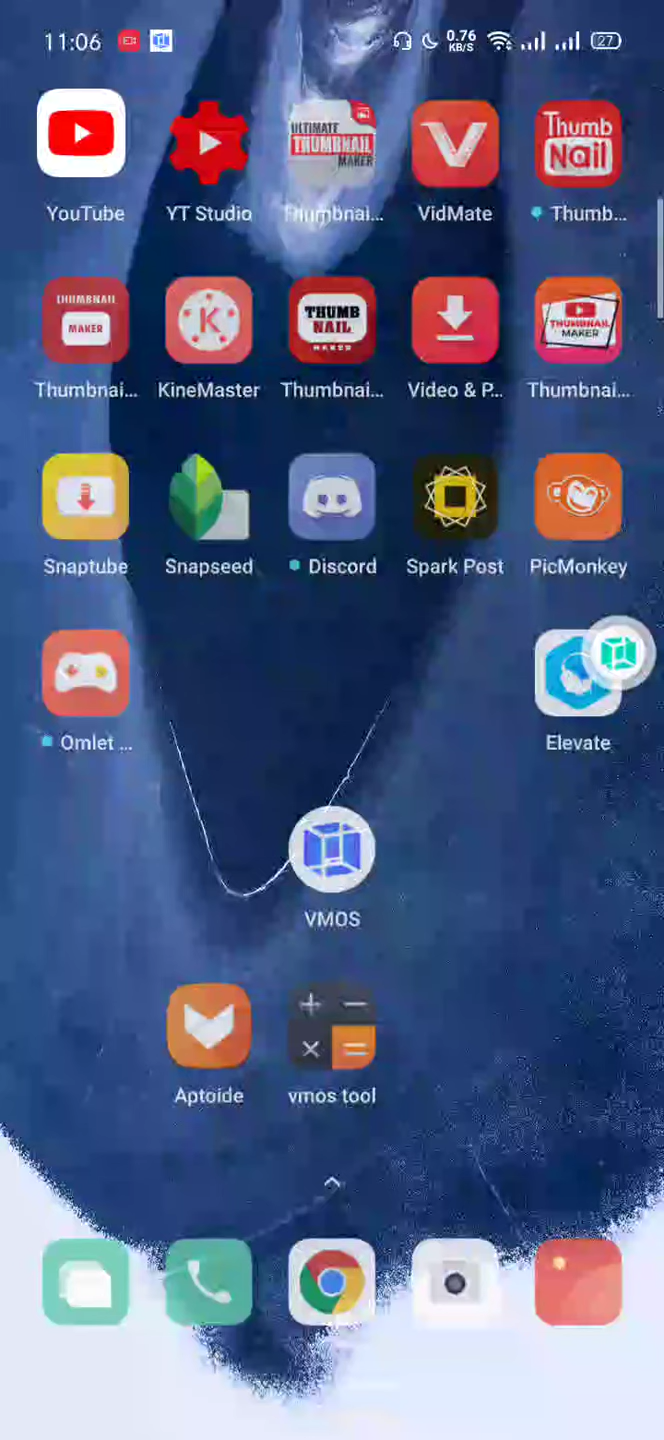 11:06 0.76 KB/S 27
YouTube YT Studio Thumbnai... VidMate Thumb...
ULTIMATE THUMBNAIL MAKER
Thumb Nail
THUMBNAIL MAKER
K
THUMB NAIL MAKER
THUMBNAIL MAKER
Thumbnai... KineMaster Thumbnai... Video & P... Thumbnai...
Snaptube Snapseed Discord Spark Post PicMonkey
Omlet ... Elevate
VMOS
Aptoide vmos tool